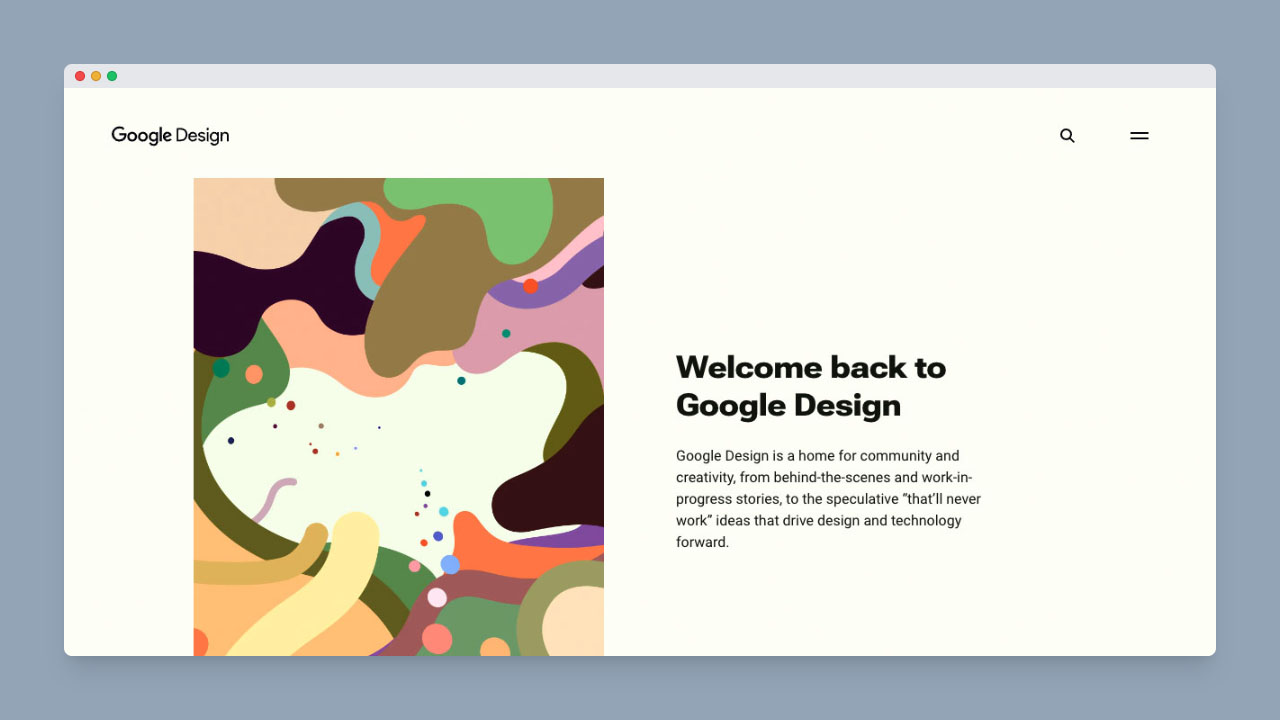 Google Design
Welcome back to
Google Design
Google Design is a home for community and
creativity, from behind-the-scenes and work-in-
progress stories, to the speculative “that’ll never
work” ideas that drive design and technology
forward.